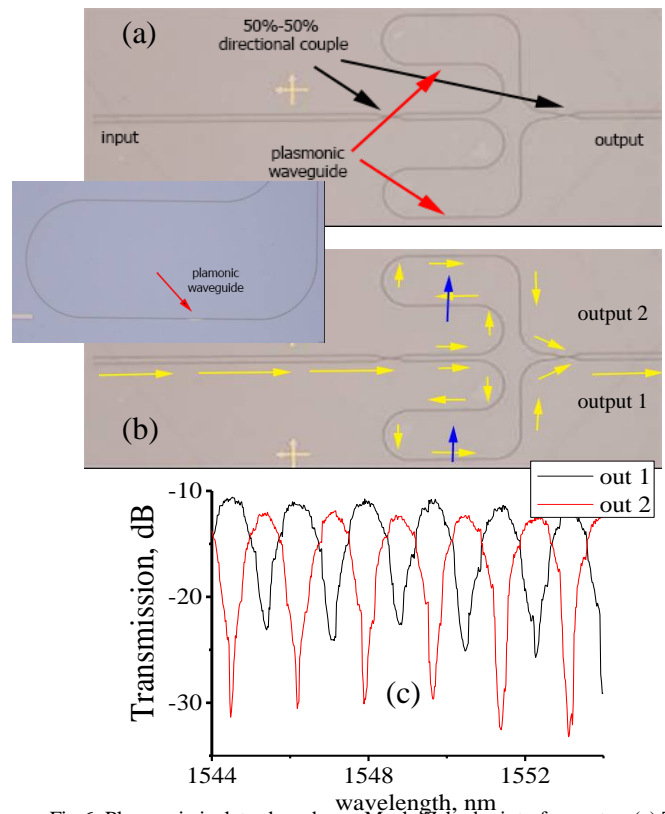 (a)
50%-50%
directional couple
input
output
plasmonic
waveguide
plamonic
waveguide
output 2
output 1
(b)
out 1
out 2
-10
-20
-30
Transmission, dB
(c)
1544
1548
1552
wavelength, nm